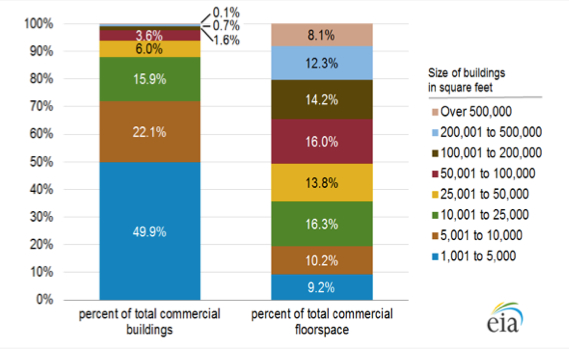 100%
90%
80%
70%
60%
50%
40%
30%
20%
10%
0%
0.1%
0.7%
1.6%
3.6%
6.0%
15.9%
22.1%
49.9%
8.1%
12.3%
14.2%
16.0%
13.8%
16.3%
10.2%
9.2%
percent of total commercial
buildings
percent of total commercial
floorspace
Size of buildings
in square feet
Over 500,000
200,001 to 500,000
100,001 to 200,000
50,001 to 100,000
25,001 to 50,000
10,001 to 25,000
5,001 to 10,000
1,001 to 5,000
eia